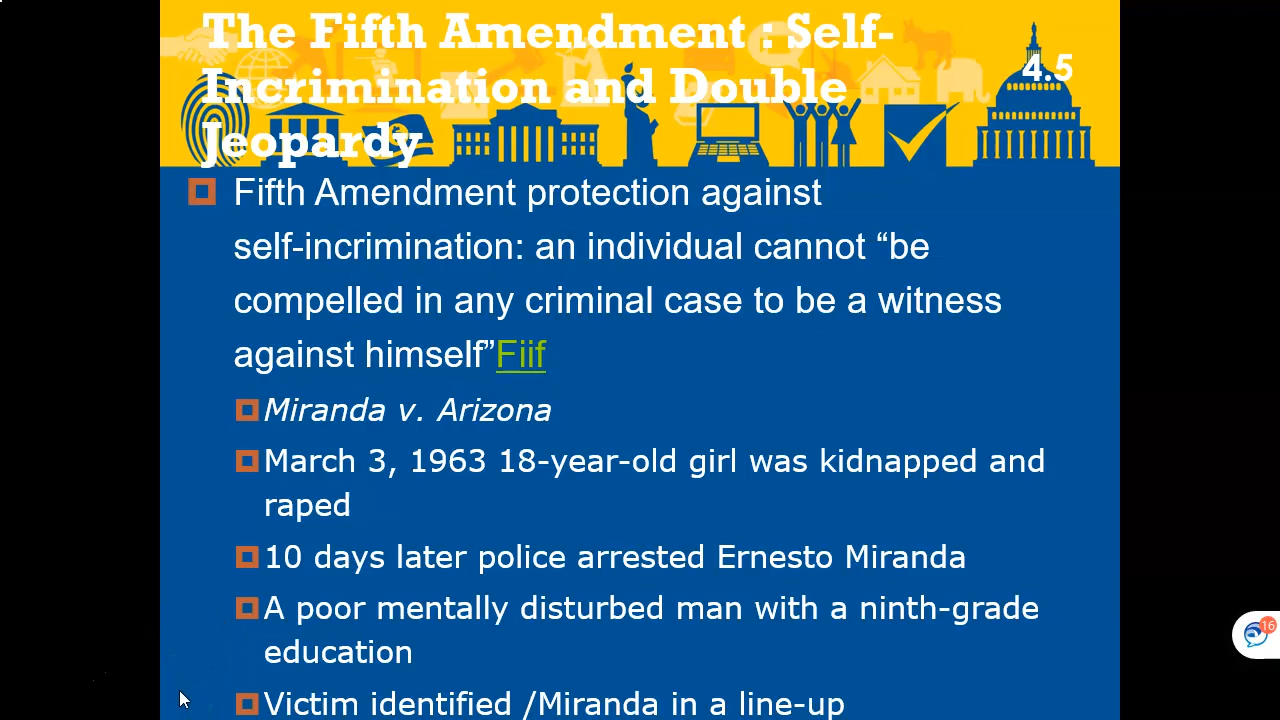 The Fifth Amendment : Self-
Incrimination and Double
Jeopardy
4.5
Fifth Amendment protection against
self-incrimination: an individual cannot “be
compelled in any criminal case to be a witness
against himself”Fiif
Miranda v. Arizona
March 3, 1963 18-year-old girl was kidnapped and
raped
10 days later police arrested Ernesto Miranda
A poor mentally disturbed man with a ninth-grade
education
Victim identified /Miranda in a line-up
16